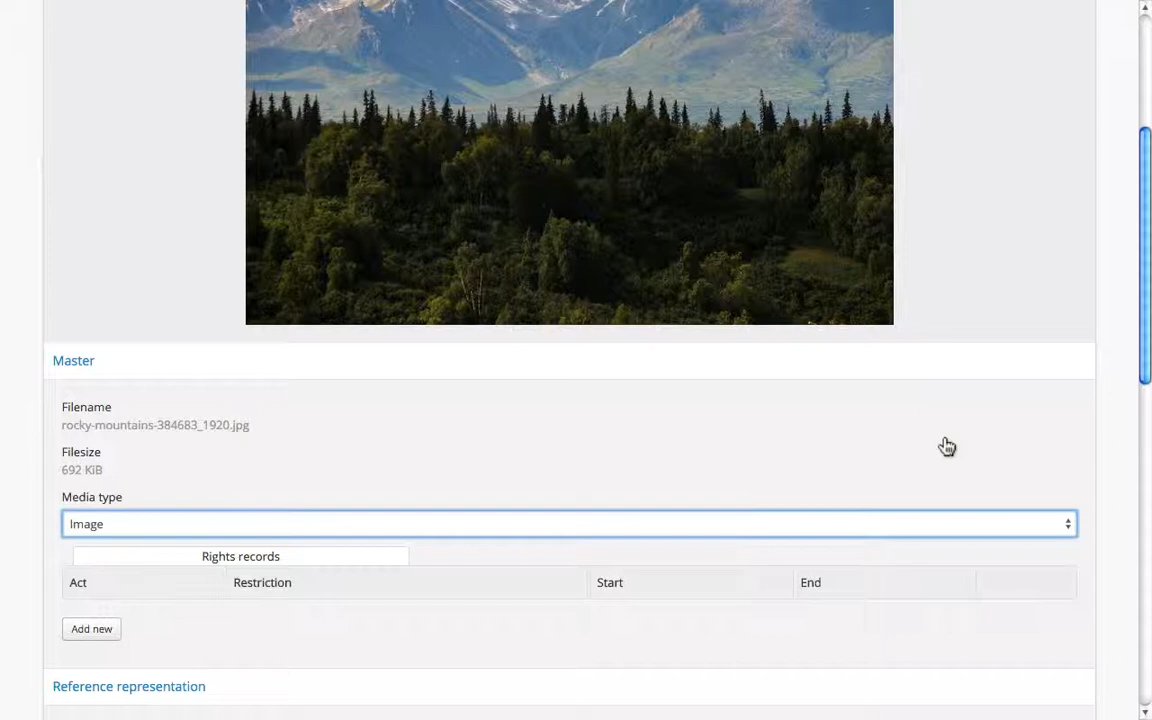 Master
Filename
rocky-mountains-384683_1920.jpg
Filesize
692 KiB
Media type
Image
Rights records
Act Restriction Start End
Add new
Reference representation